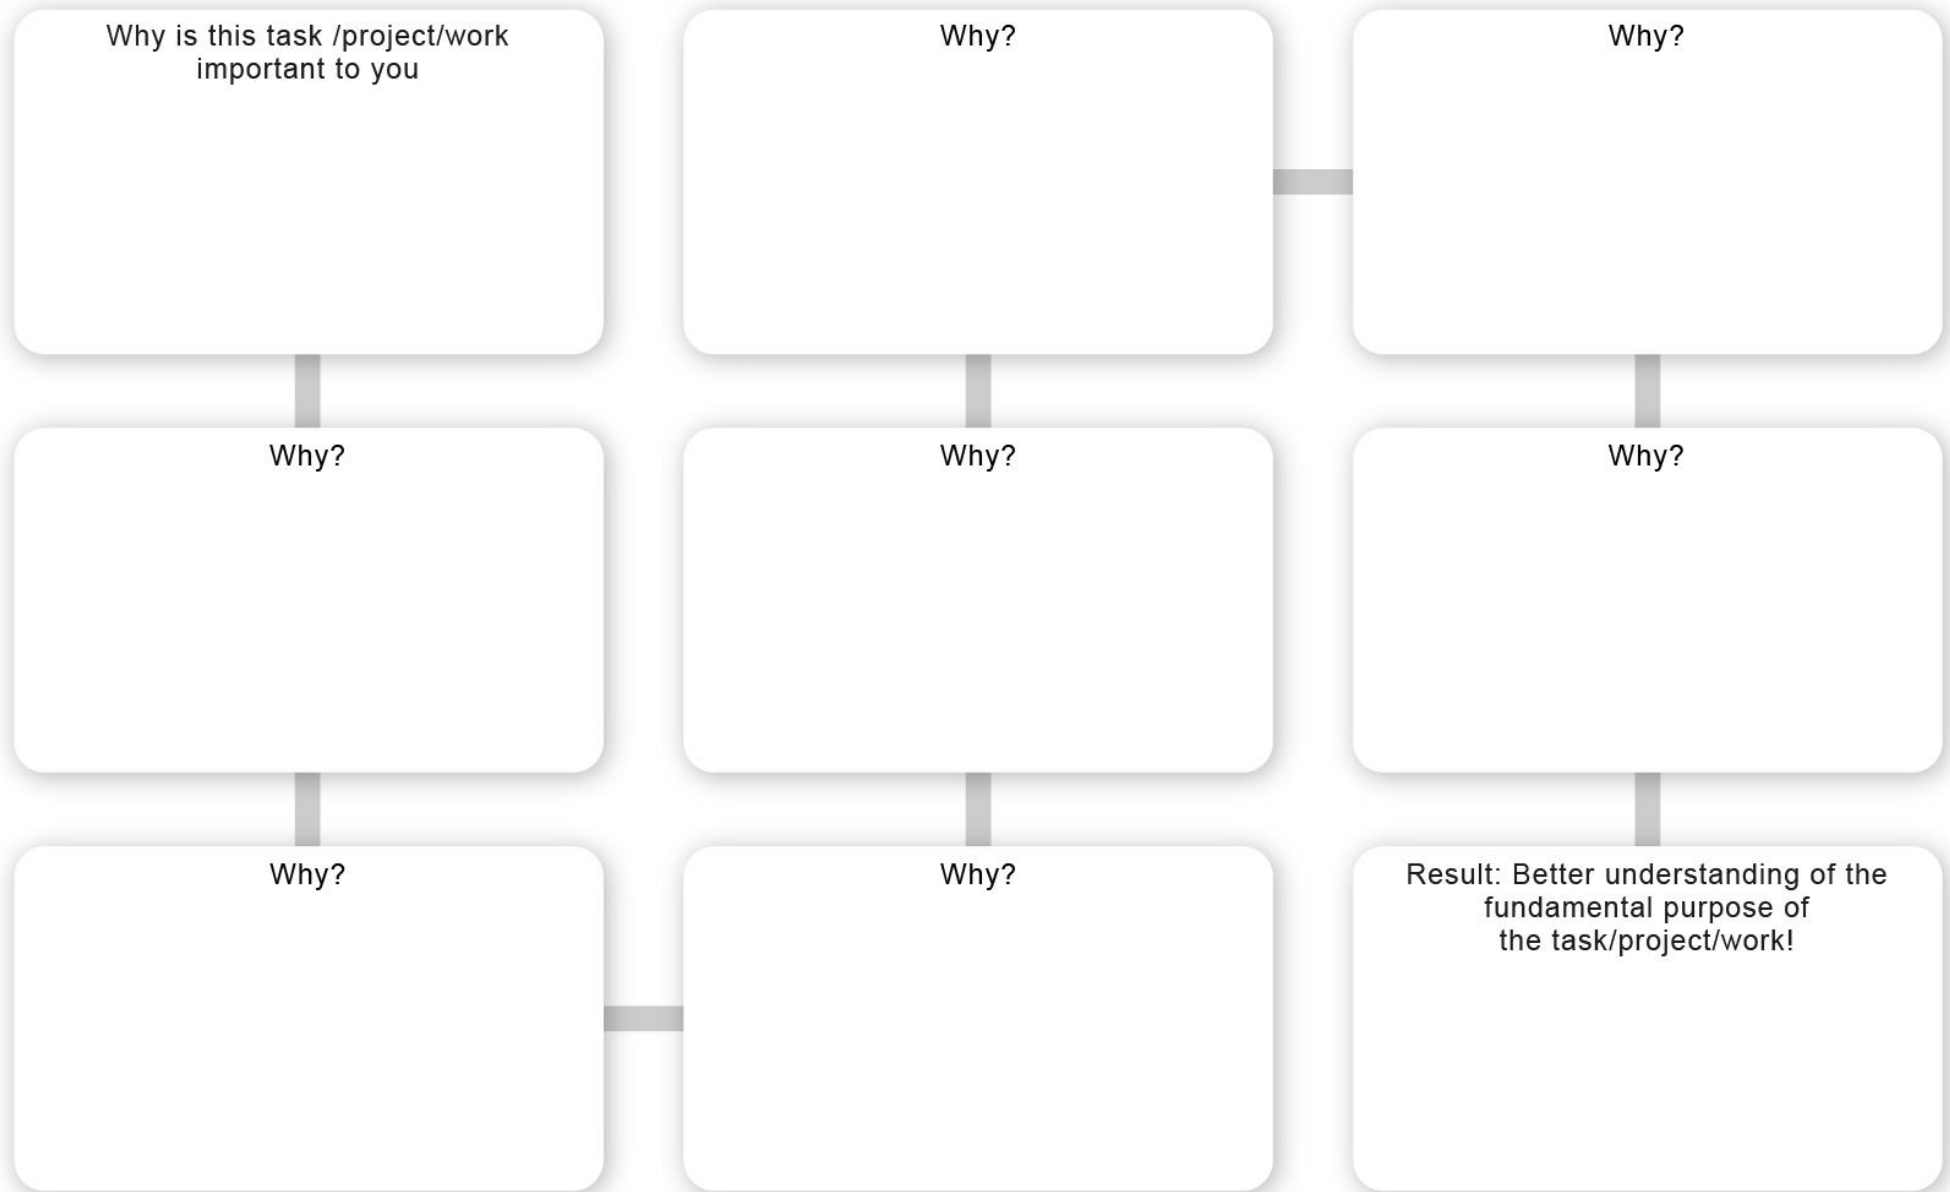 Why is this task /project/work
important to you
Why?
Why?
Why?
Why?
Why?
Why?
Why?
Result: Better understanding of the
fundamental purpose of
the task/project/work!